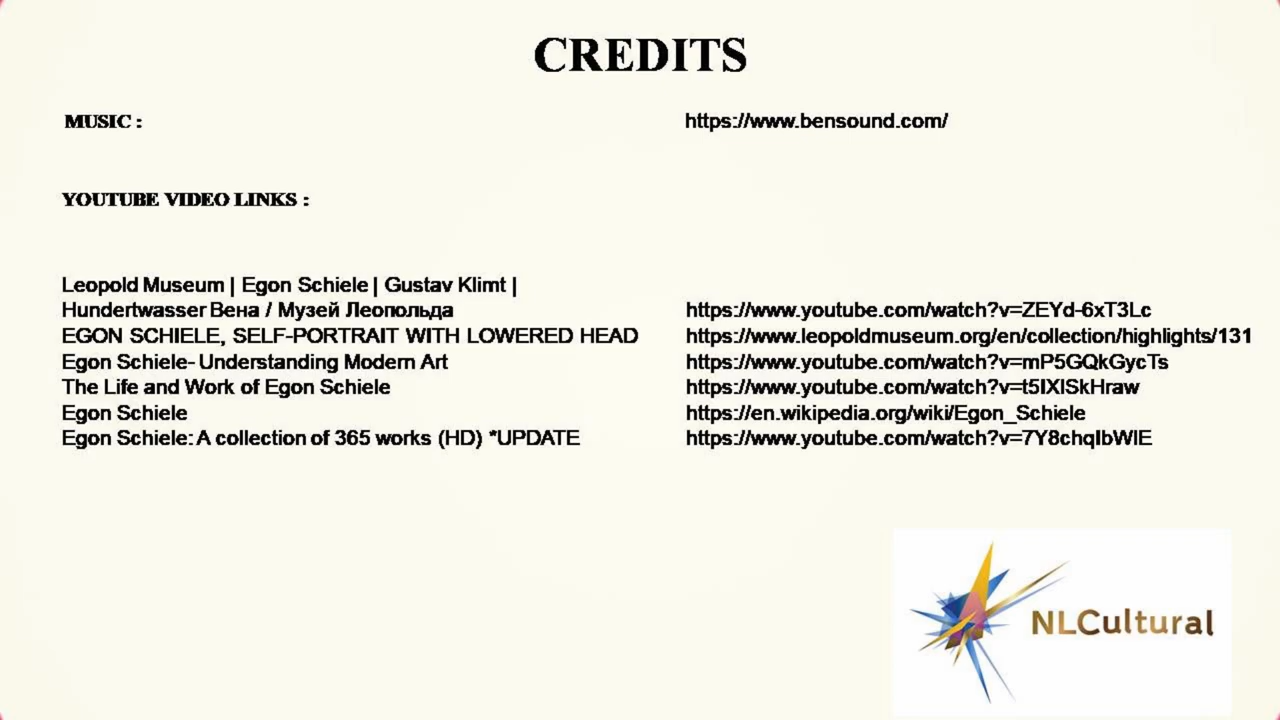 CREDITS
MUSIC : https://www.bensound.com/
YOUTUBE VIDEO LINKS :
Leopold Museum | Egon Schiele | Gustav Klimt |
Hundertwasser Вена / Музей Леопольда https://www.youtube.com/watch?v=ZEYd-6xT3Lc
EGON SCHIELE, SELF-PORTRAIT WITH LOWERED HEAD https://www.leopoldmuseum.org/en/collection/highlights/131
Egon Schiele- Understanding Modern Art https://www.youtube.com/watch?v=mP5GQkGycTs
The Life and Work of Egon Schiele https://www.youtube.com/watch?v=t5IXISkHraw
Egon Schiele https://en.wikipedia.org/wiki/Egon_Schiele
Egon Schiele: A collection of 365 works (HD) *UPDATE https://www.youtube.com/watch?v=7Y8chqIbWIE
NLCultural